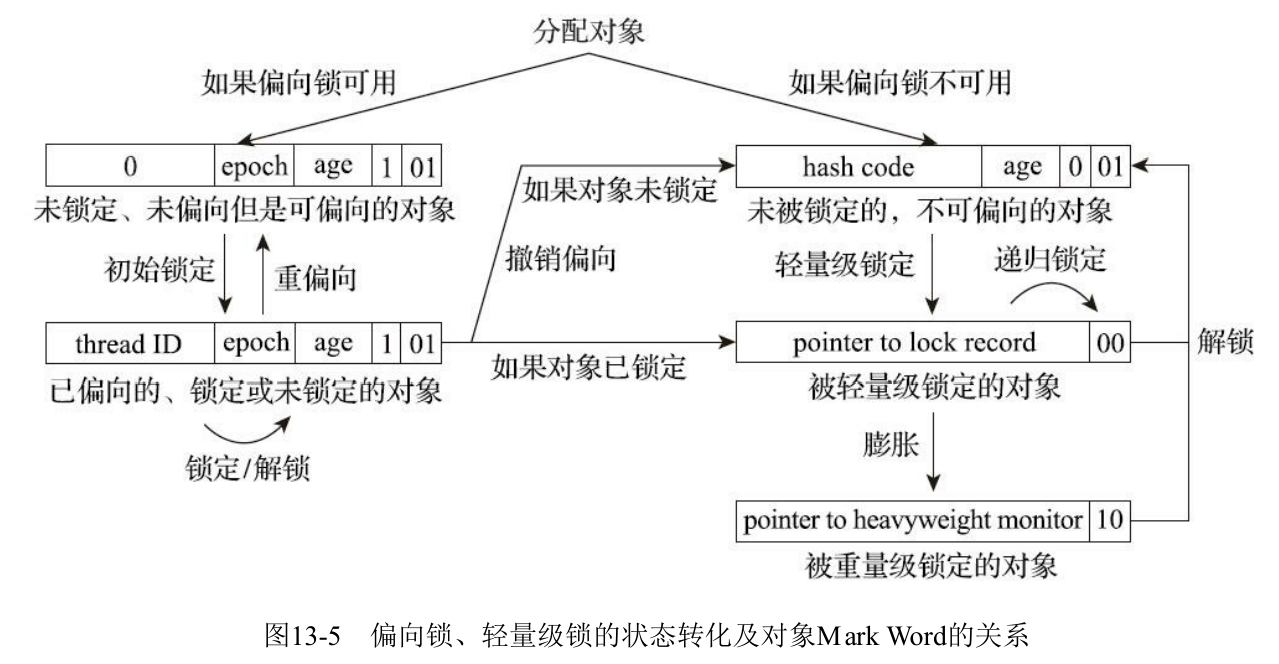 分配对象
如果偏向锁可用
如果偏向锁不可用
0 epoch age 1 01
未锁定、未偏向但是可偏向的对象
初始锁定
重偏向
thread ID epoch age 1 01
已偏向的、锁定或未锁定的对象
锁定/解锁
如果对象未锁定
撤销偏向
如果对象已锁定
hash code age 0 01
未被锁定的，不可偏向的对象
轻量级锁定
递归锁定
pointer to lock record 00
被轻量级锁定的对象
解锁
膨胀
pointer to heavyweight monitor 10
被重量级锁定的对象
图13-5 偏向锁、轻量级锁的状态转化及对象Mark Word的关系